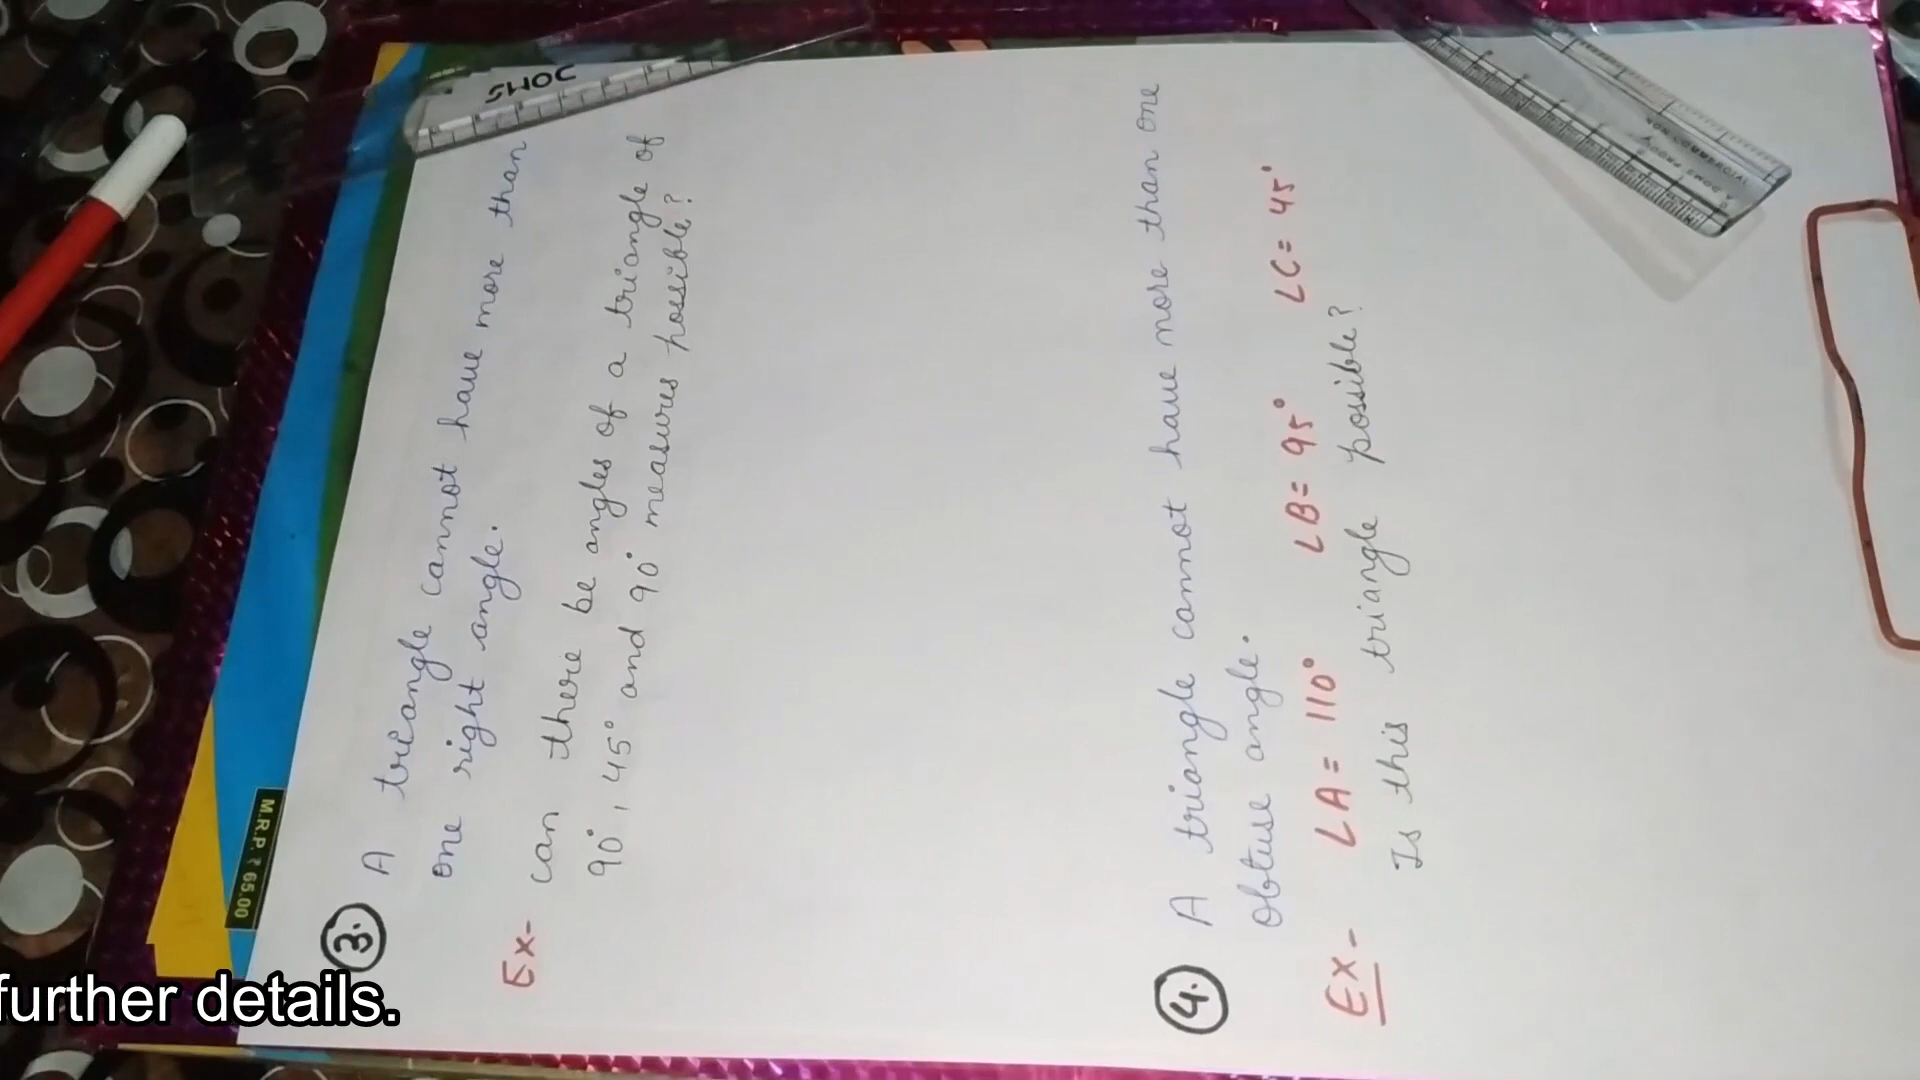 3. A triangle cannot have more than
one right angle.
Ex- can there be angles of a triangle of
90°, 45° and 90° measures possible?
4. A triangle cannot have more than one
obtuse angle.
Ex- ∠A = 110° ∠B = 95° ∠C = 45°
Is this triangle possible?
M.R.P. ₹ 65.00
DOMS
further details.